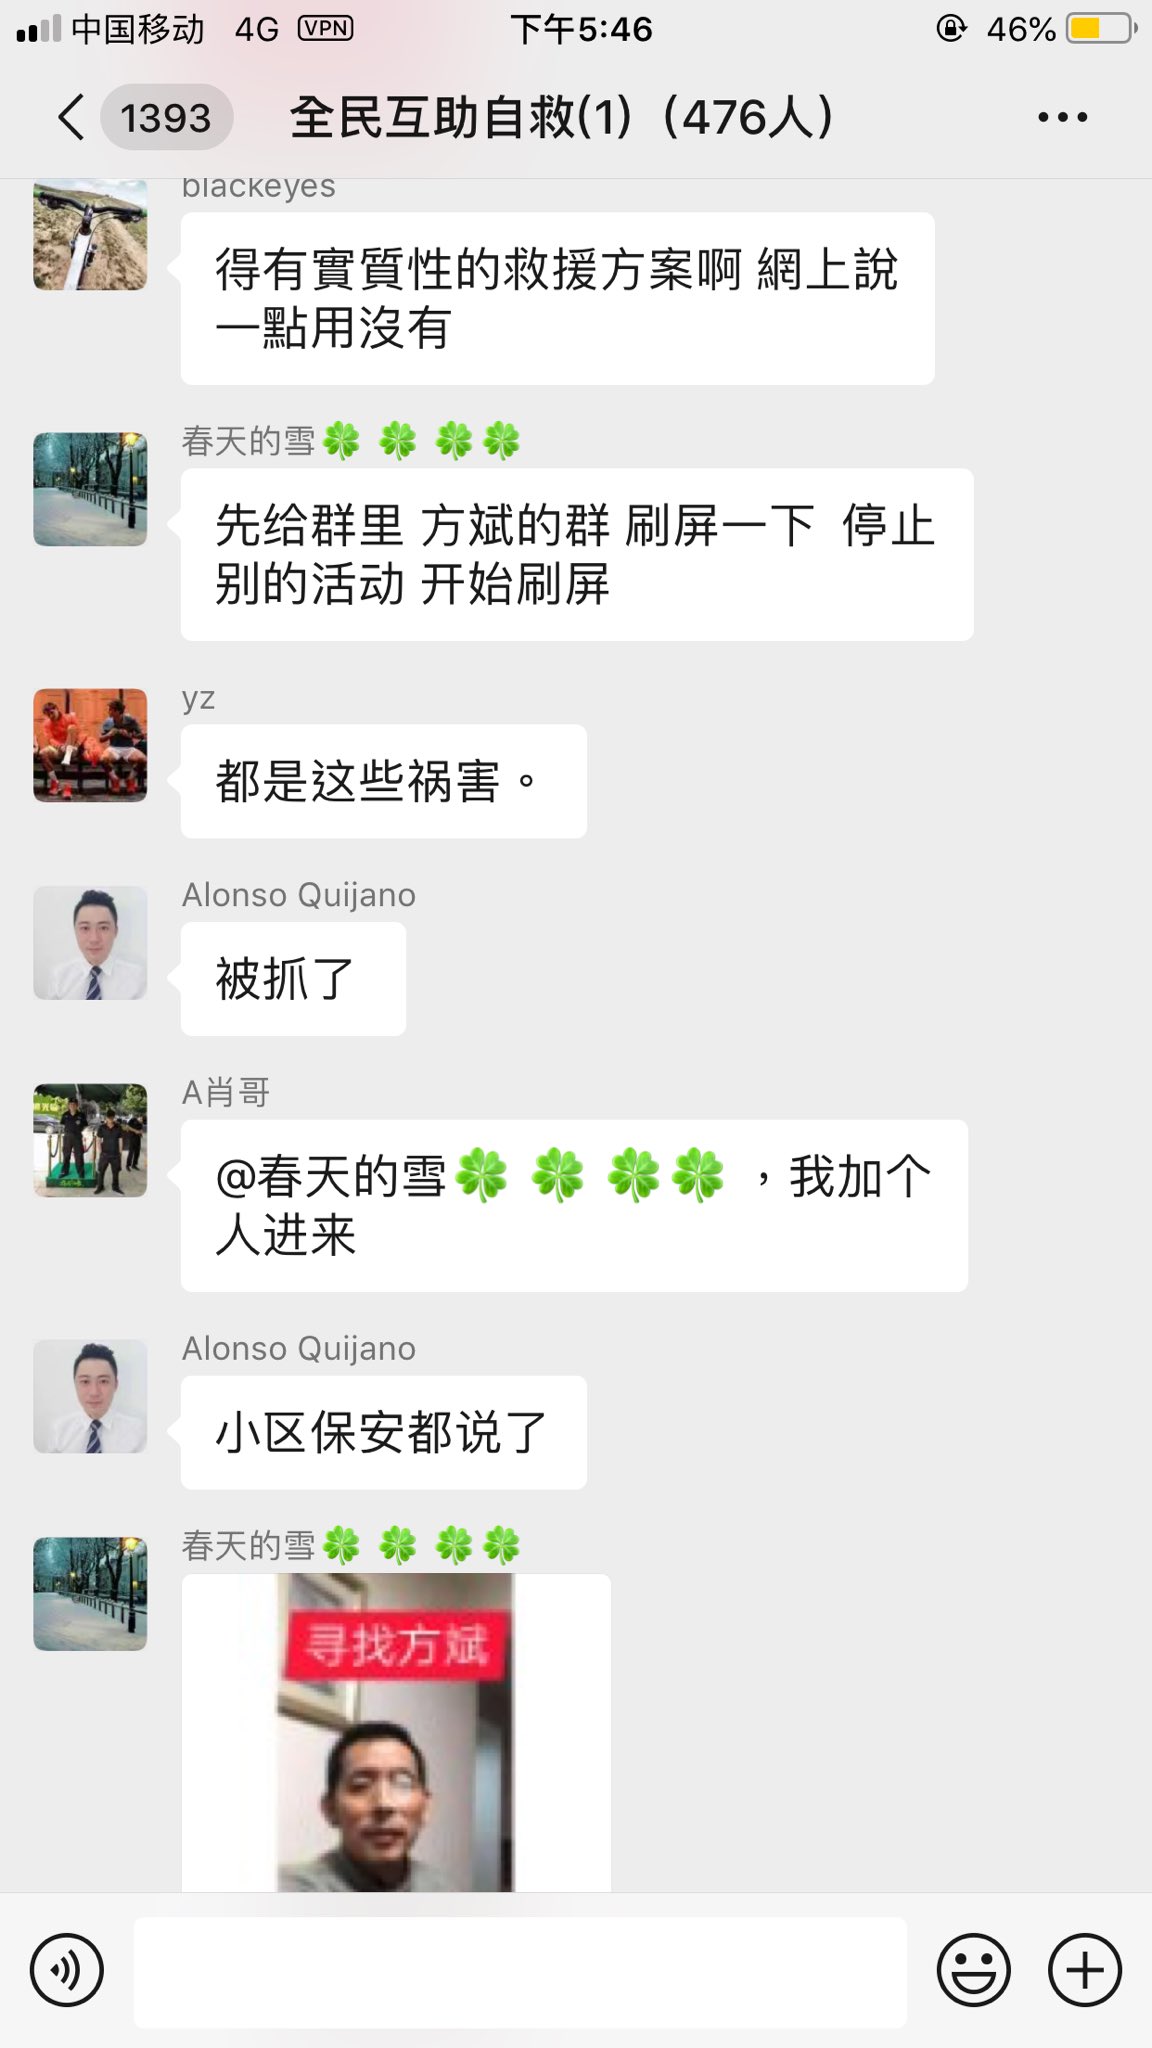 中国移动 4G VPN 下午5:46 46%
1393 全民互助自救(1)（476人）
blackeyes
得有實質性的救援方案啊 網上說
一點用沒有
春天的雪🍀 🍀 🍀 🍀
先给群里 方斌的群 刷屏一下 停止
别的活动 开始刷屏
yz
都是这些祸害。
Alonso Quijano
被抓了
A肖哥
@春天的雪🍀 🍀 🍀 🍀 ，我加个
人进来
Alonso Quijano
小区保安都说了
春天的雪🍀 🍀 🍀 🍀
寻找方斌